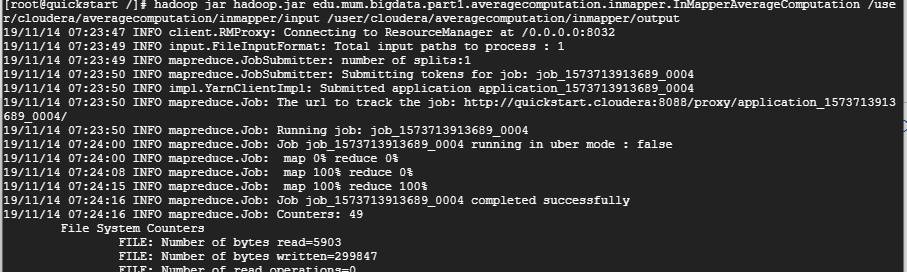 [root@quickstart /]# hadoop jar hadoop.jar edu.mum.bigdata.part1.averagecomputation.inmapper.InMapperAverageComputation /use
r/cloudera/averagecomputation/inmapper/input /user/cloudera/averagecomputation/inmapper/output
19/11/14 07:23:47 INFO client.RMProxy: Connecting to ResourceManager at /0.0.0.0:8032
19/11/14 07:23:49 INFO input.FileInputFormat: Total input paths to process : 1
19/11/14 07:23:49 INFO mapreduce.JobSubmitter: number of splits:1
19/11/14 07:23:50 INFO mapreduce.JobSubmitter: Submitting tokens for job: job_1573713913689_0004
19/11/14 07:23:50 INFO impl.YarnClientImpl: Submitted application application_1573713913689_0004
19/11/14 07:23:50 INFO mapreduce.Job: The url to track the job: http://quickstart.cloudera:8088/proxy/application_1573713913
689_0004/
19/11/14 07:23:50 INFO mapreduce.Job: Running job: job_1573713913689_0004
19/11/14 07:24:00 INFO mapreduce.Job: Job job_1573713913689_0004 running in uber mode : false
19/11/14 07:24:00 INFO mapreduce.Job:  map 0% reduce 0%
19/11/14 07:24:08 INFO mapreduce.Job:  map 100% reduce 0%
19/11/14 07:24:15 INFO mapreduce.Job:  map 100% reduce 100%
19/11/14 07:24:16 INFO mapreduce.Job: Job job_1573713913689_0004 completed successfully
19/11/14 07:24:16 INFO mapreduce.Job: Counters: 49
File System Counters
FILE: Number of bytes read=5903
FILE: Number of bytes written=299847
FILE: Number of read operations=0